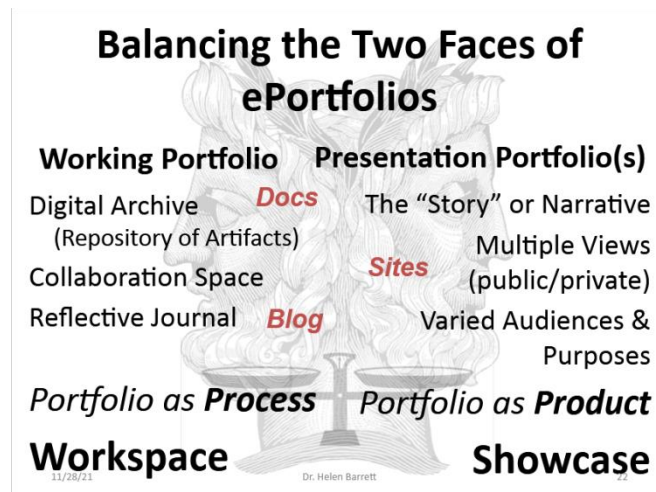 Balancing the Two Faces of
ePortfolios
Working Portfolio
Digital Archive
(Repository of Artifacts)
Collaboration Space
Reflective Journal
Docs
Sites
Blog
Presentation Portfolio(s)
The “Story” or Narrative
Multiple Views
(public/private)
Varied Audiences &
Purposes
Portfolio as Process
Portfolio as Product
Workspace
Showcase
11/28/21
Dr. Helen Barrett
22